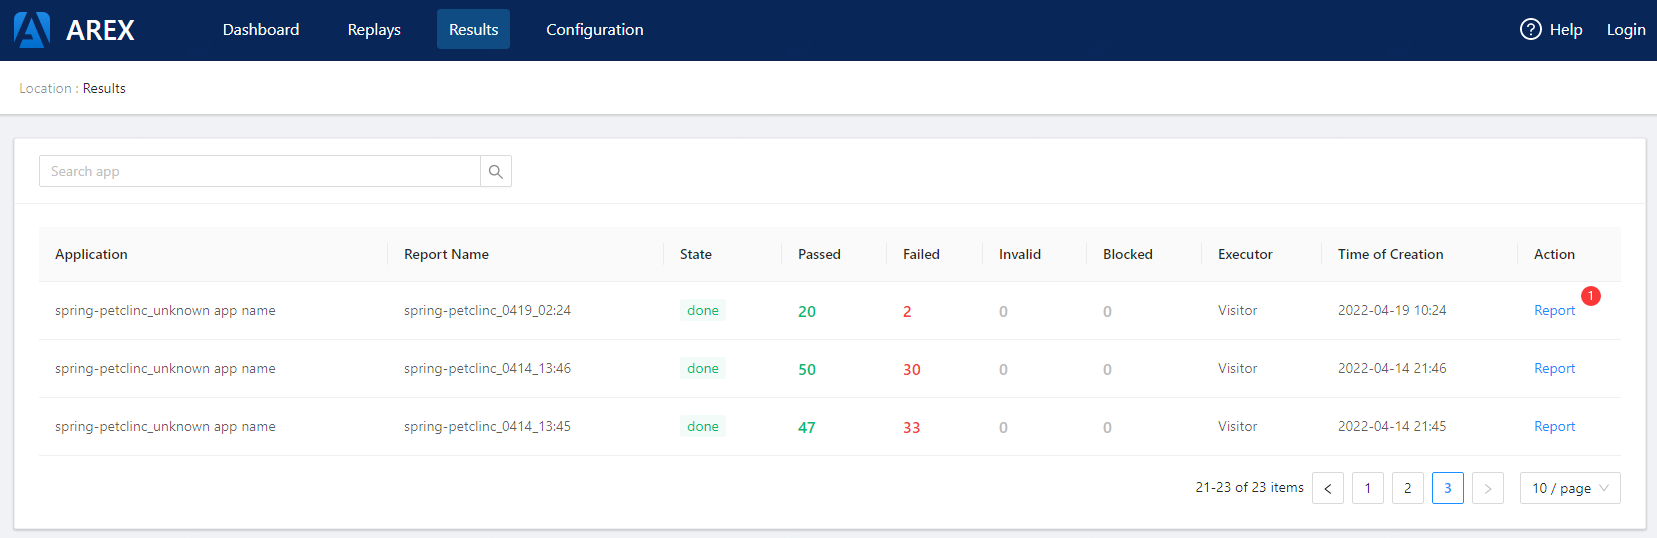 AREX Dashboard Replays Results Configuration Help Login
Location : Results
Search app
Application Report Name State Passed Failed Invalid Blocked Executor Time of Creation Action
spring-petclinc_unknown app name spring-petclinc_0419_02:24 done 20 2 0 0 Visitor 2022-04-19 10:24 Report 1
spring-petclinc_unknown app name spring-petclinc_0414_13:46 done 50 30 0 0 Visitor 2022-04-14 21:46 Report
spring-petclinc_unknown app name spring-petclinc_0414_13:45 done 47 33 0 0 Visitor 2022-04-14 21:45 Report
21-23 of 23 items < 1 2 3 > 10 / page